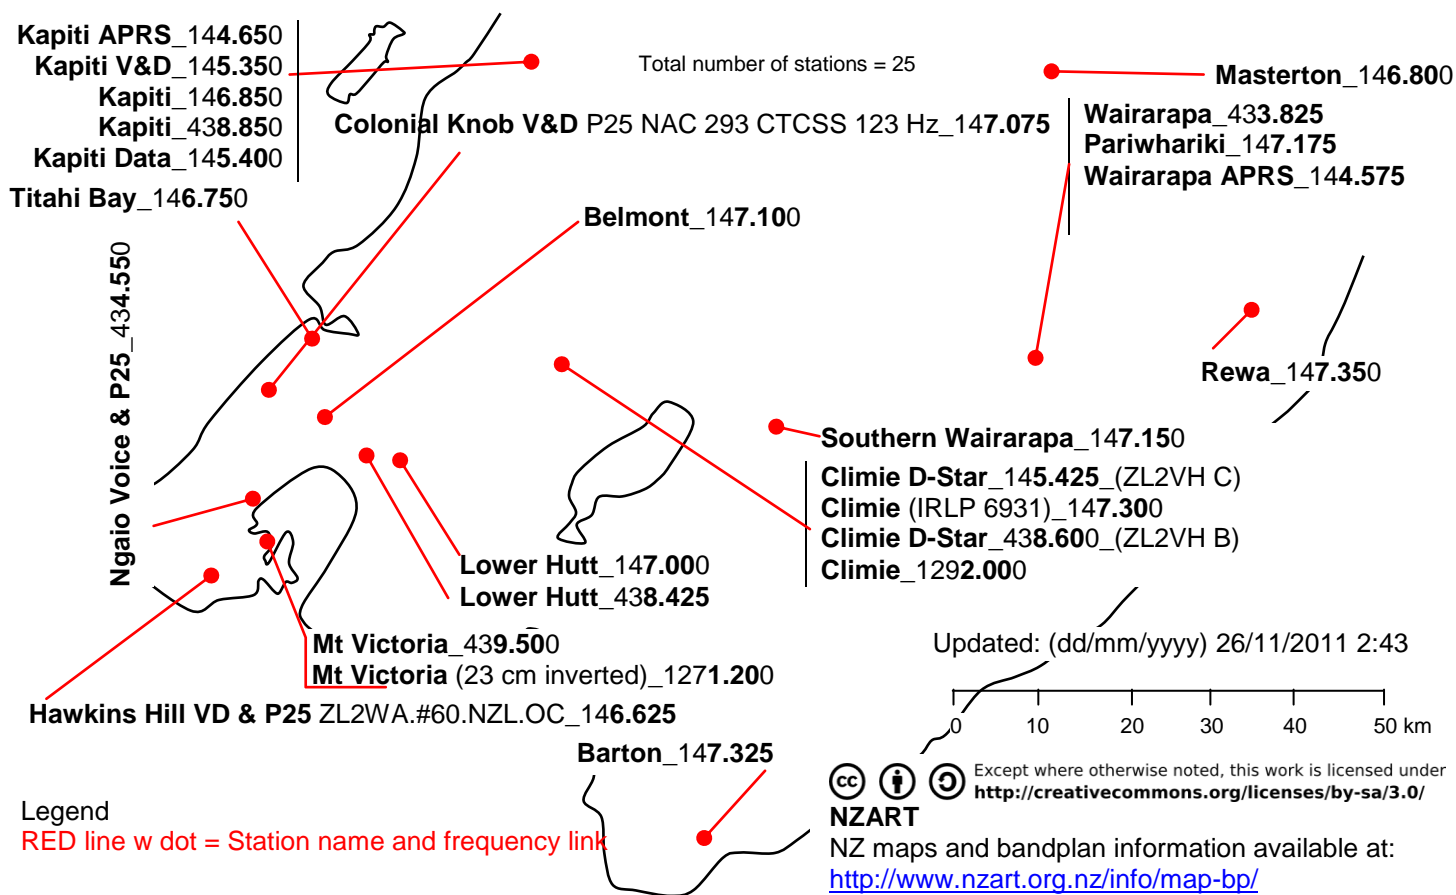 Kapiti APRS_144.650
Kapiti V&D_145.350
Kapiti_146.850
Kapiti_438.850
Kapiti Data_145.400
Total number of stations = 25
Masterton_146.800
Colonial Knob V&D P25 NAC 293 CTCSS 123 Hz_147.075
Wairarapa_433.825
Pariwhariki_147.175
Wairarapa APRS_144.575
Titahi Bay_146.750
Belmont_147.100
Ngaio Voice & P25_434.550
Rewa_147.350
Southern Wairarapa_147.150
Climie D-Star_145.425_(ZL2VH C)
Climie (IRLP 6931)_147.300
Climie D-Star_438.600_(ZL2VH B)
Climie_1292.000
Lower Hutt_147.000
Lower Hutt_438.425
Mt Victoria_439.500
Mt Victoria (23 cm inverted)_1271.200
Hawkins Hill VD & P25 ZL2WA.#60.NZL.OC_146.625
Updated: (dd/mm/yyyy) 26/11/2011 2:43
0 10 20 30 40 50 km
Barton_147.325
cc
Except where otherwise noted, this work is licensed under
http://creativecommons.org/licenses/by-sa/3.0/
NZART
NZ maps and bandplan information available at:
http://www.nzart.org.nz/info/map-bp/
Legend
RED line w dot = Station name and frequency link